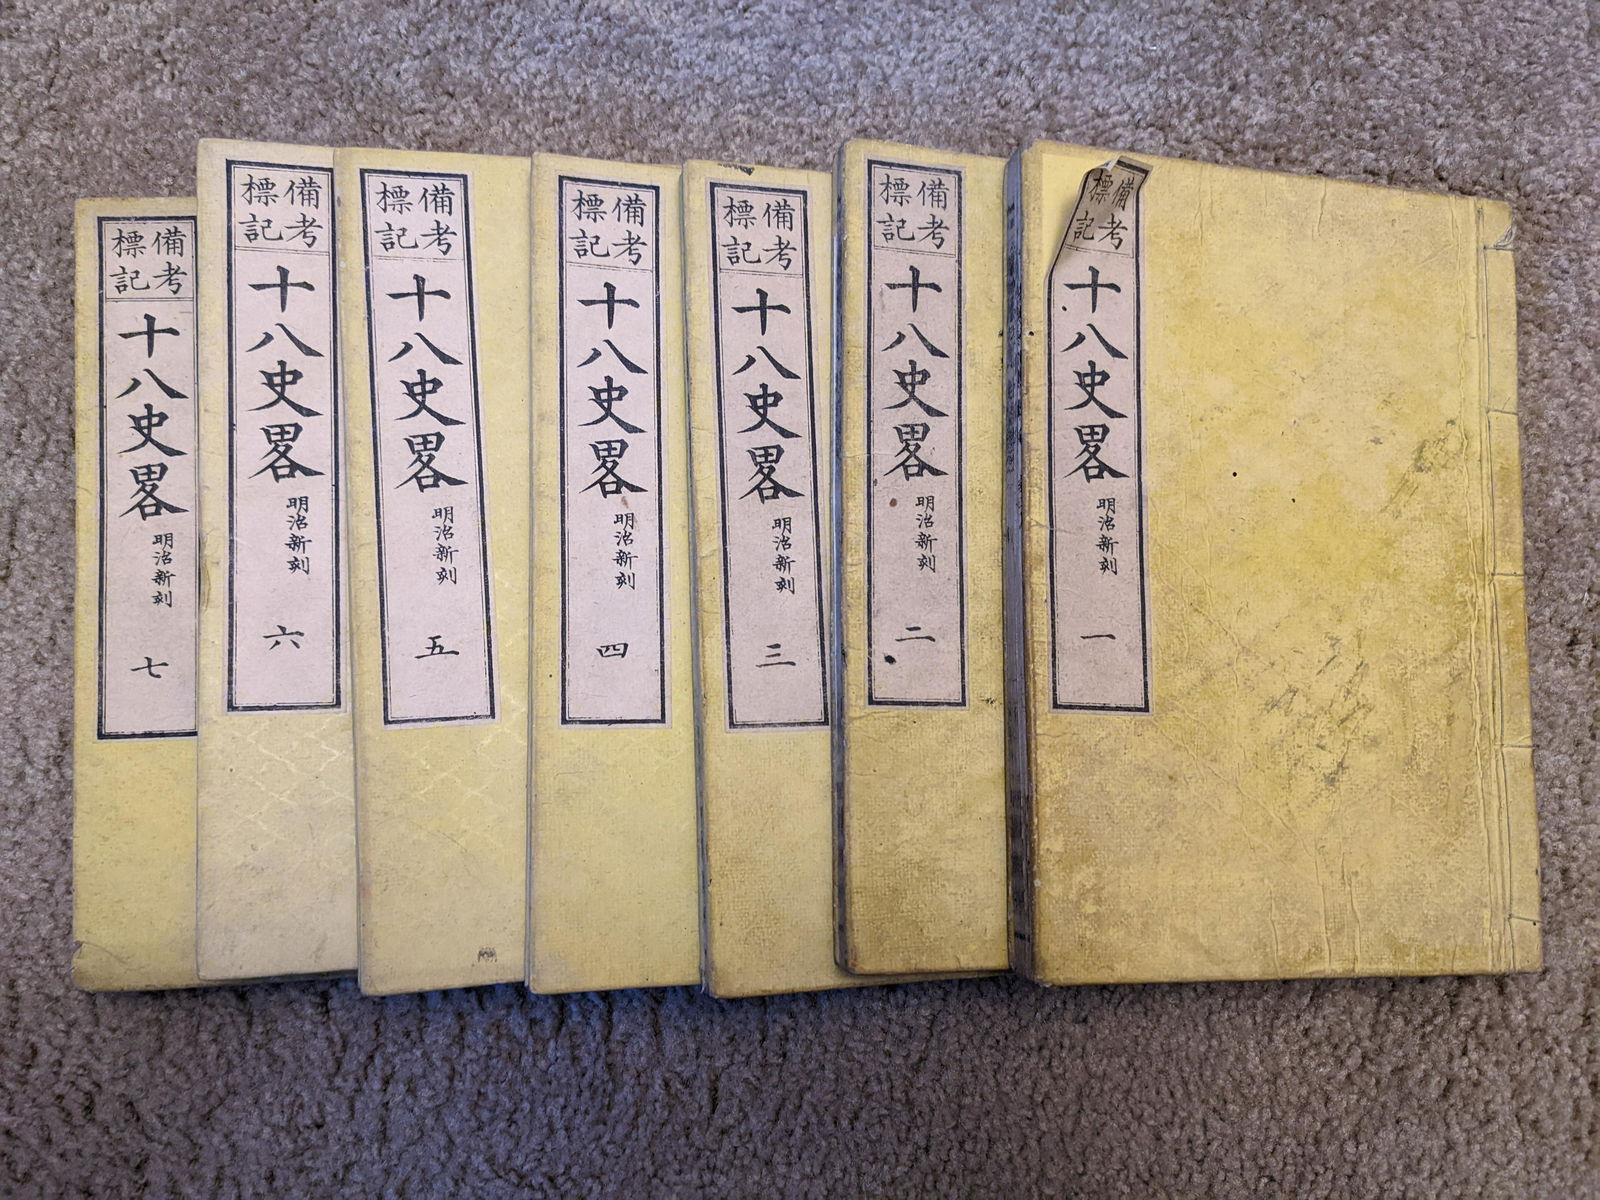 備考
標記
十八史畧
明治新刻
一
備考
標記
十八史畧
明治新刻
二
備考
標記
十八史畧
明治新刻
三
備考
標記
十八史畧
明治新刻
四
備考
標記
十八史畧
明治新刻
五
備考
標記
十八史畧
明治新刻
六
備考
標記
十八史畧
明治新刻
七